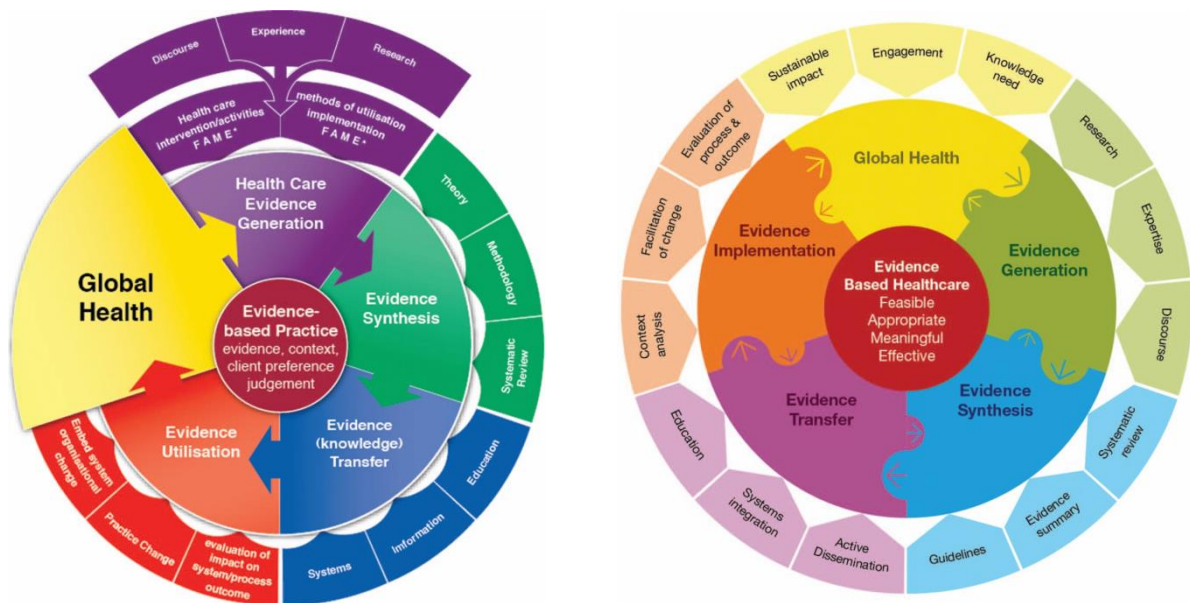 Discourse
Experience
Research
Health care
intervention/activities
F A M E*
methods of utilisation
implementation
F A M E*
Health Care
Evidence
Generation
Theory
Methodology
Systematic
Review
Evidence
Synthesis
Education
Information
Systems
Evidence
(knowledge)
Transfer
evaluation of
impact on
system/process
outcome
Practice Change
Embed system
organisational
change
Evidence
Utilisation
Global
Health
Evidence-
based Practice
evidence, context,
client preference
judgement
Sustainable
impact
Engagement
Knowledge
need
Global Health
Research
Expertise
Discourse
Evidence
Generation
Systematic
review
Evidence
summary
Guidelines
Evidence
Synthesis
Active
Dissemination
Systems
integration
Education
Evidence
Transfer
Context
analysis
Facilitation
of change
Evaluation of
process &
outcome
Evidence
Implementation
Evidence
Based Healthcare
Feasible
Appropriate
Meaningful
Effective